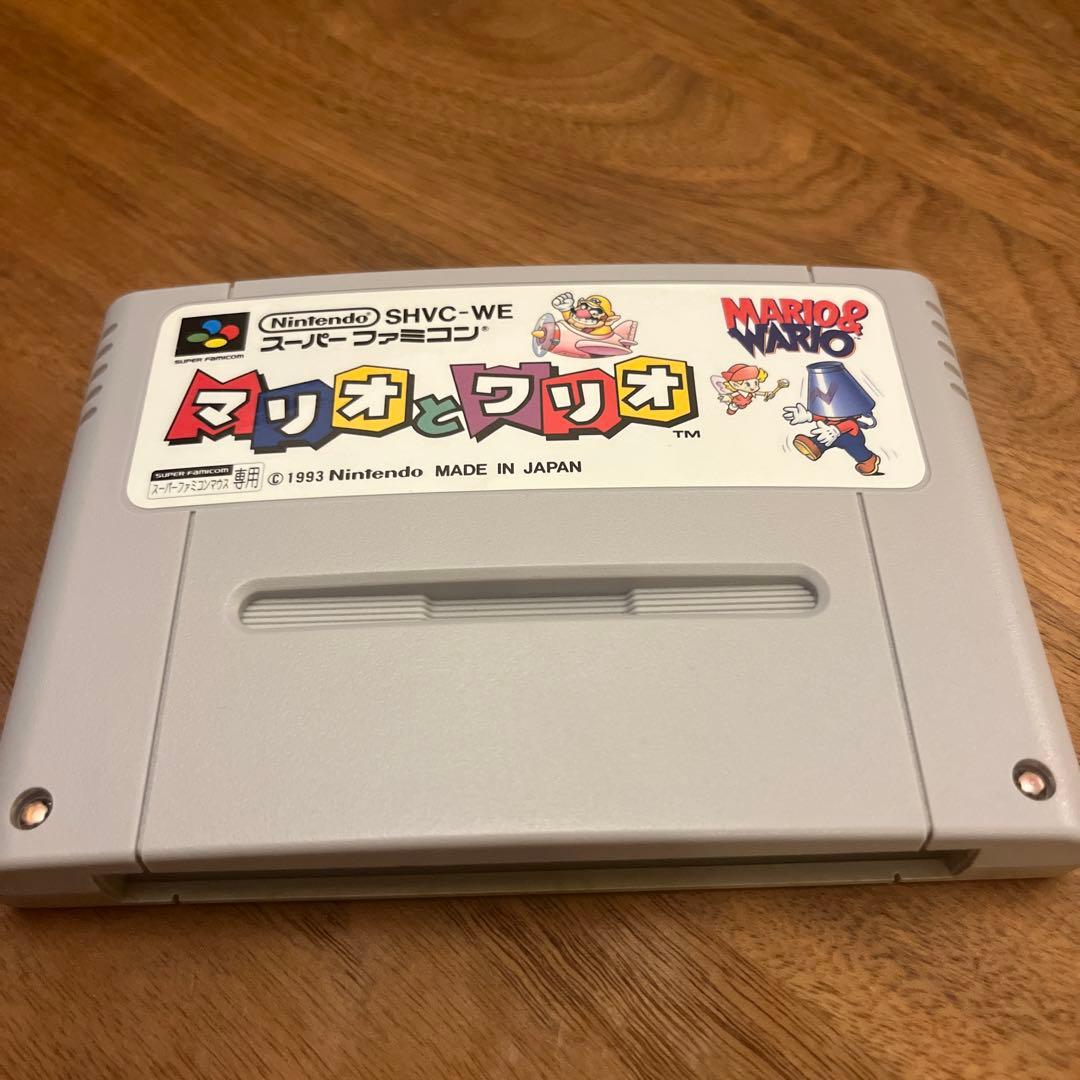 SUPER FAMICOM
Nintendo SHVC-WE
スーパーファミコン®
マリオとワリオ™
MARIO&
WARIO
SUPER FAMICOM
スーパーファミコンマウス 専用
© 1993 Nintendo MADE IN JAPAN